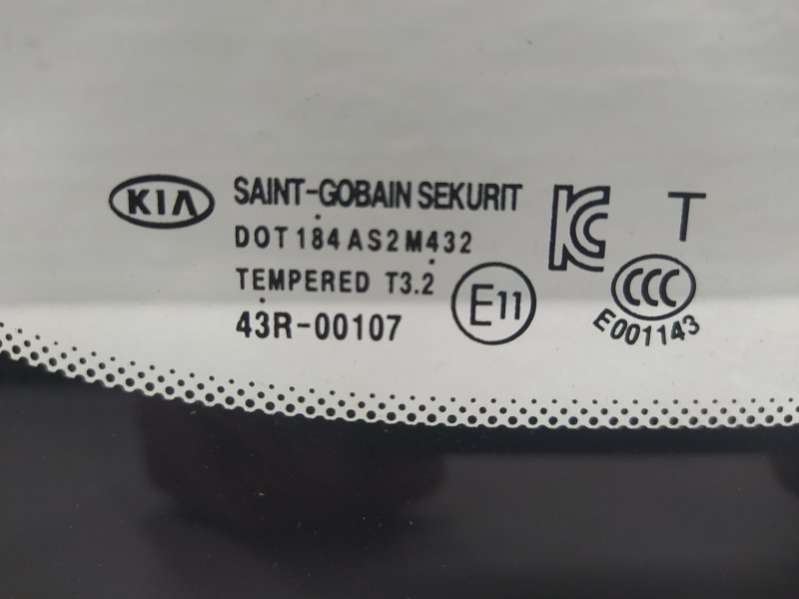 KIA
SAINT-GOBAIN SEKURIT
DOT 184 AS2 M432
TEMPERED T3.2
43R-00107
E11
KC
T
CCC
E001143